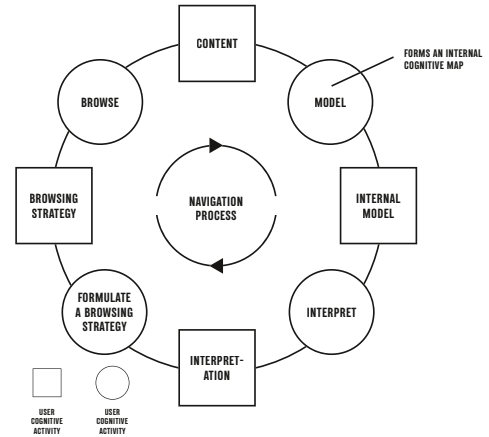 CONTENT
FORMS AN INTERNAL
COGNITIVE MAP
BROWSE
MODEL
BROWSING
STRATEGY
NAVIGATION
PROCESS
INTERNAL
MODEL
FORMULATE
A BROWSING
STRATEGY
INTERPRET
INTERPRET-
ATION
USER
COGNITIVE
ACTIVITY
USER
COGNITIVE
ACTIVITY